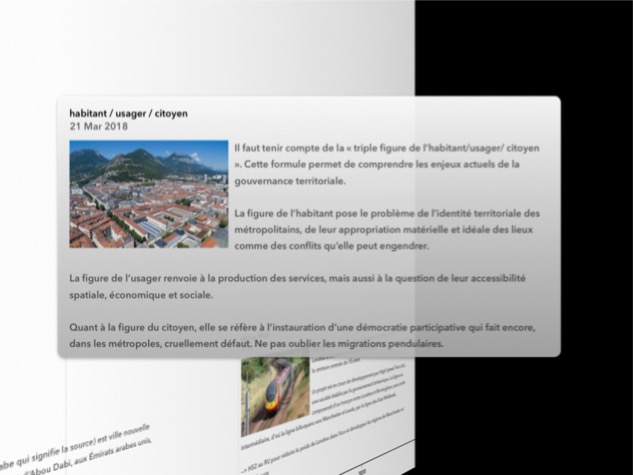 habitant / usager / citoyen
21 Mar 2018
Il faut tenir compte de la « triple figure de l'habitant/usager/ citoyen
». Cette formule permet de comprendre les enjeux actuels de la
gouvernance territoriale.
La figure de l'habitant pose le problème de l'identité territoriale des
métropolitains, de leur appropriation matérielle et idéale des lieux
comme des conflits qu'elle peut engendrer.
La figure de l'usager renvoie à la production des services, mais aussi à la question de leur accessibilité
spatiale, économique et sociale.
Quant à la figure du citoyen, elle se réfère à l'instauration d'une démocratie participative qui fait encore,
dans les métropoles, cruellement défaut. Ne pas oublier les migrations pendulaires.
abe qui signifie la source) est ville nouvelle
d'Abou Dabi, aux Émirats arabes unis.